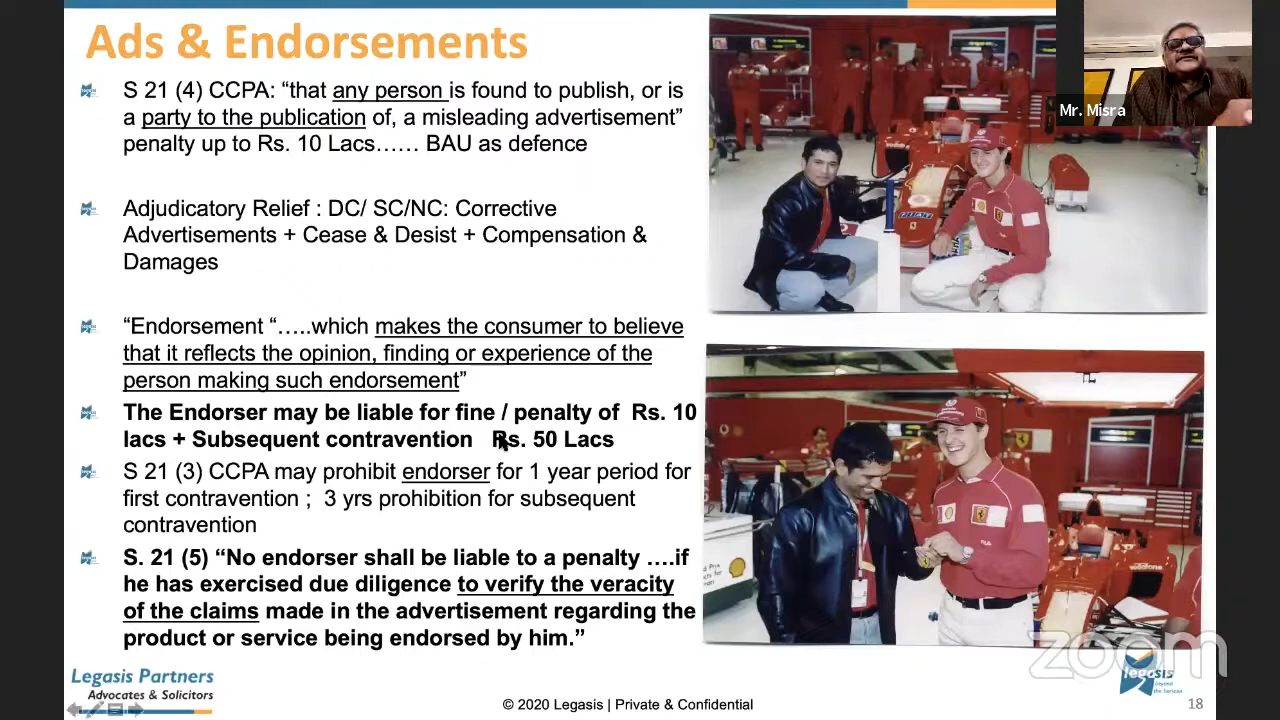 Ads & Endorsements
S 21 (4) CCPA: “that any person is found to publish, or is
a party to the publication of, a misleading advertisement”
penalty up to Rs. 10 Lacs…… BAU as defence
Adjudicatory Relief : DC/ SC/NC: Corrective
Advertisements + Cease & Desist + Compensation &
Damages
“Endorsement “…..which makes the consumer to believe
that it reflects the opinion, finding or experience of the
person making such endorsement”
The Endorser may be liable for fine / penalty of Rs. 10
lacs + Subsequent contravention Rs. 50 Lacs
S 21 (3) CCPA may prohibit endorser for 1 year period for
first contravention ; 3 yrs prohibition for subsequent
contravention
S. 21 (5) “No endorser shall be liable to a penalty ….if
he has exercised due diligence to verify the veracity
of the claims made in the advertisement regarding the
product or service being endorsed by him.”
Mr. Misra
vodafone
zoom
Legasis Partners
Advocates & Solicitors
© 2020 Legasis | Private & Confidential
legasis
18